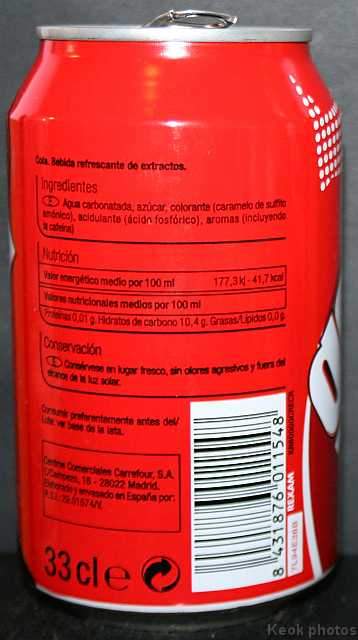 Cola. Bebida refrescante de extractos.
Ingredientes
E Agua carbonatada, azúcar, colorante (caramelo de sulfito
amónico), acidulante (ácido fosfórico), aromas (incluyendo
la cafeína)
Nutrición
Valor energético medio por 100 ml 177,3 kj - 41,7 kcal
Valores nutricionales medios por 100 ml
Proteínas 0,01 g. Hidratos de carbono 10,4 g. Grasas/Lípidos 0,0 g.
Conservación
E Consérvese en lugar fresco, sin olores agresivos y fuera del
alcance de la luz solar.
Consumir preferentemente antes del/
Lote: ver base de la lata.
Centros Comerciales Carrefour, S.A.
C/Campezo, 16 - 28022 Madrid.
Elaborado y envasado en España por:
33 cl e
8 431876 011548
REXAM
Keok photos